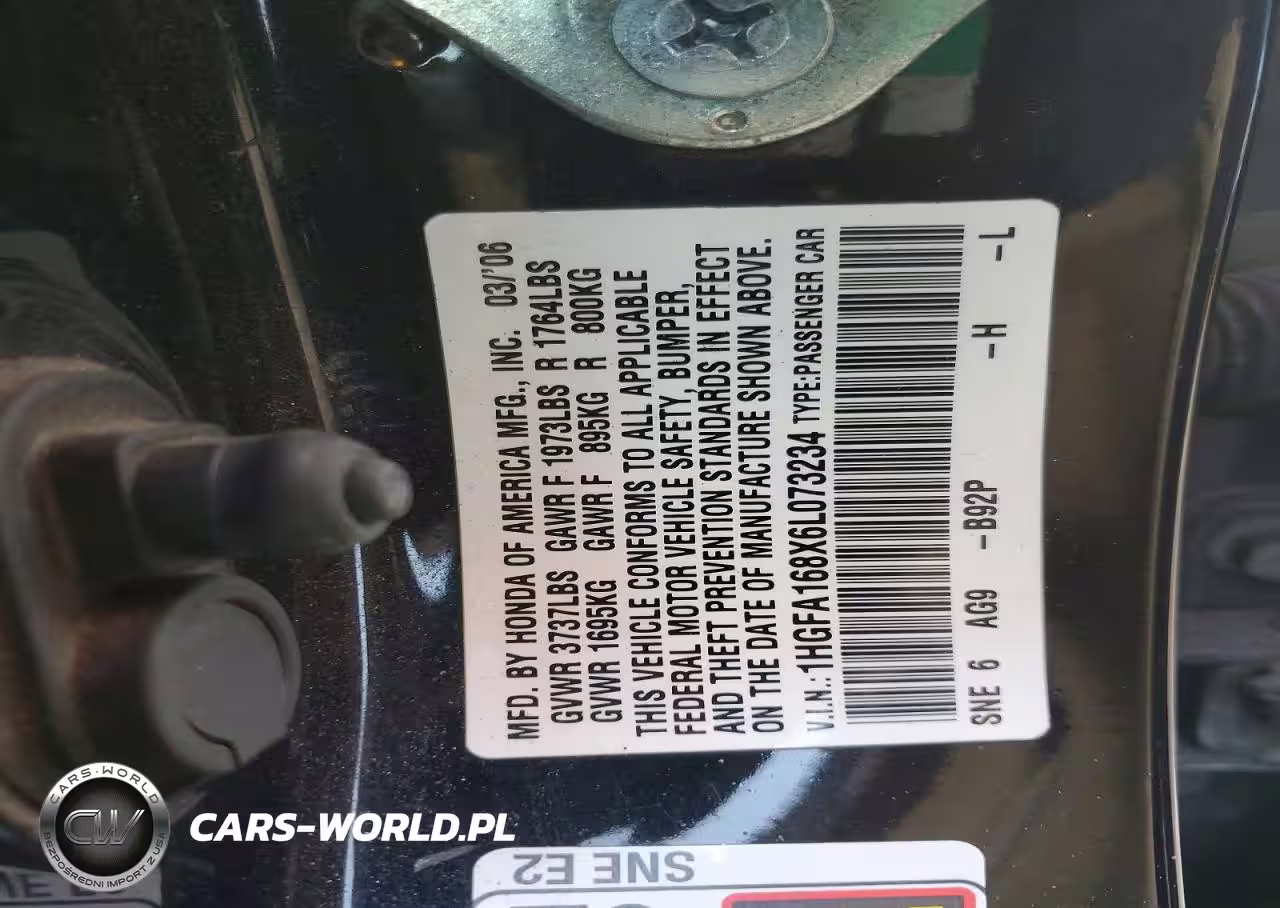 MFD. BY HONDA OF AMERICA MFG., INC. 03/'06
GVWR 3737LBS GAWR F 1973LBS R 1764LBS
GVWR 1695KG GAWR F 895KG R 800KG
THIS VEHICLE CONFORMS TO ALL APPLICABLE
FEDERAL MOTOR VEHICLE SAFETY, BUMPER,
AND THEFT PREVENTION STANDARDS IN EFFECT
ON THE DATE OF MANUFACTURE SHOWN ABOVE.
V.I.N.: 1HGFA168X6L073234 TYPE:PASSENGER CAR
SNE 6 AG9 -B92P -H -L
SNE E2
CARS-WORLD
CW
BEZPOŚREDNI IMPORT Z USA
CARS-WORLD.PL